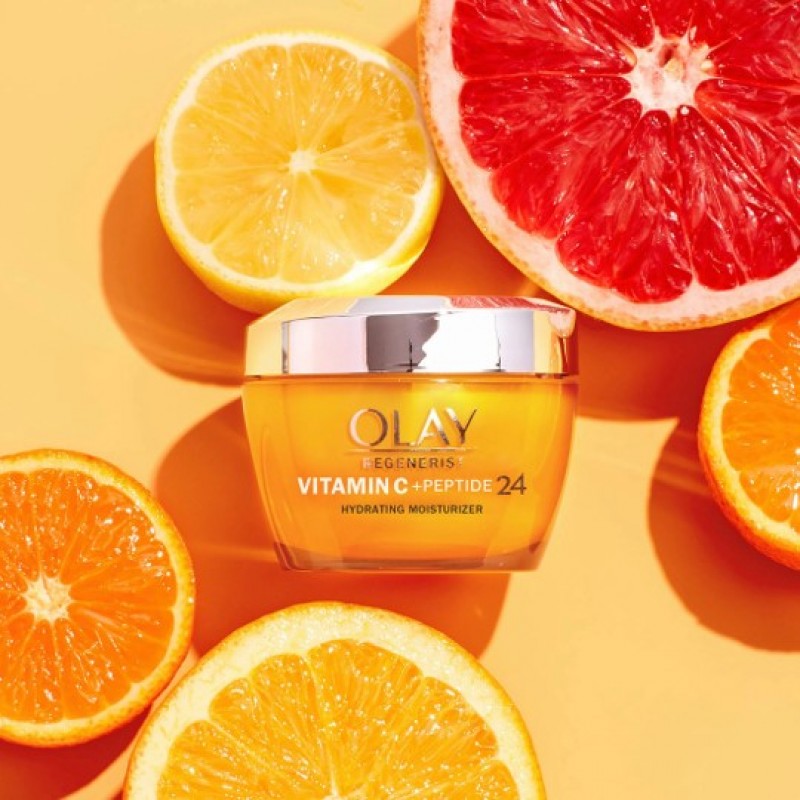 OLAY
REGENERIST
VITAMIN C + PEPTIDE 24
HYDRATING MOISTURIZER